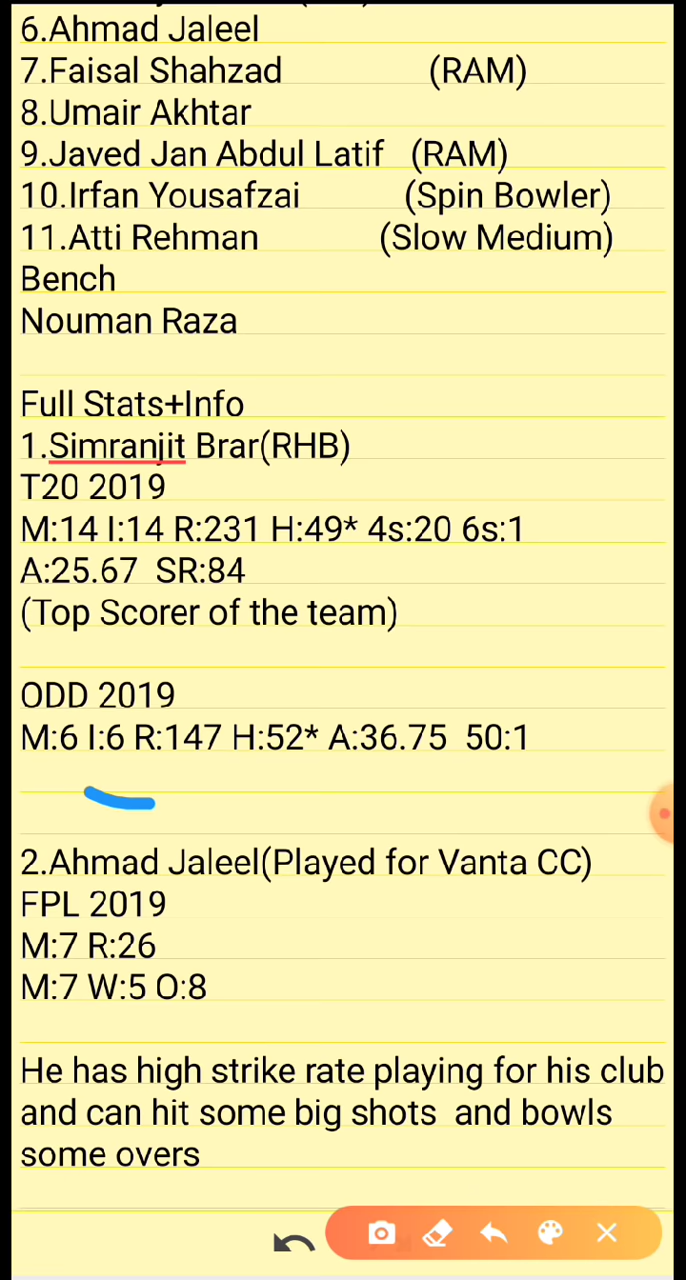 6.Ahmad Jaleel
7.Faisal Shahzad (RAM)
8.Umair Akhtar
9.Javed Jan Abdul Latif (RAM)
10.Irfan Yousafzai (Spin Bowler)
11.Atti Rehman (Slow Medium)
Bench
Nouman Raza
Full Stats+Info
1.Simranjit Brar(RHB)
T20 2019
M:14 I:14 R:231 H:49* 4s:20 6s:1
A:25.67 SR:84
(Top Scorer of the team)
ODD 2019
M:6 I:6 R:147 H:52* A:36.75 50:1
2.Ahmad Jaleel(Played for Vanta CC)
FPL 2019
M:7 R:26
M:7 W:5 O:8
He has high strike rate playing for his club
and can hit some big shots and bowls
some overs